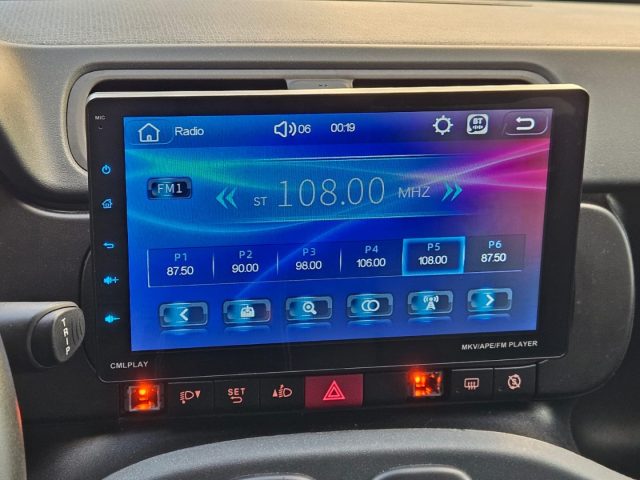 MIC
Radio 06 00:19 BT
FM1 ST 108.00 MHZ
P1 P2 P3 P4 P5 P6
87.50 90.00 98.00 106.00 108.00 87.50
TRIP
CMLPLAY MKV/APE/FM PLAYER
SET